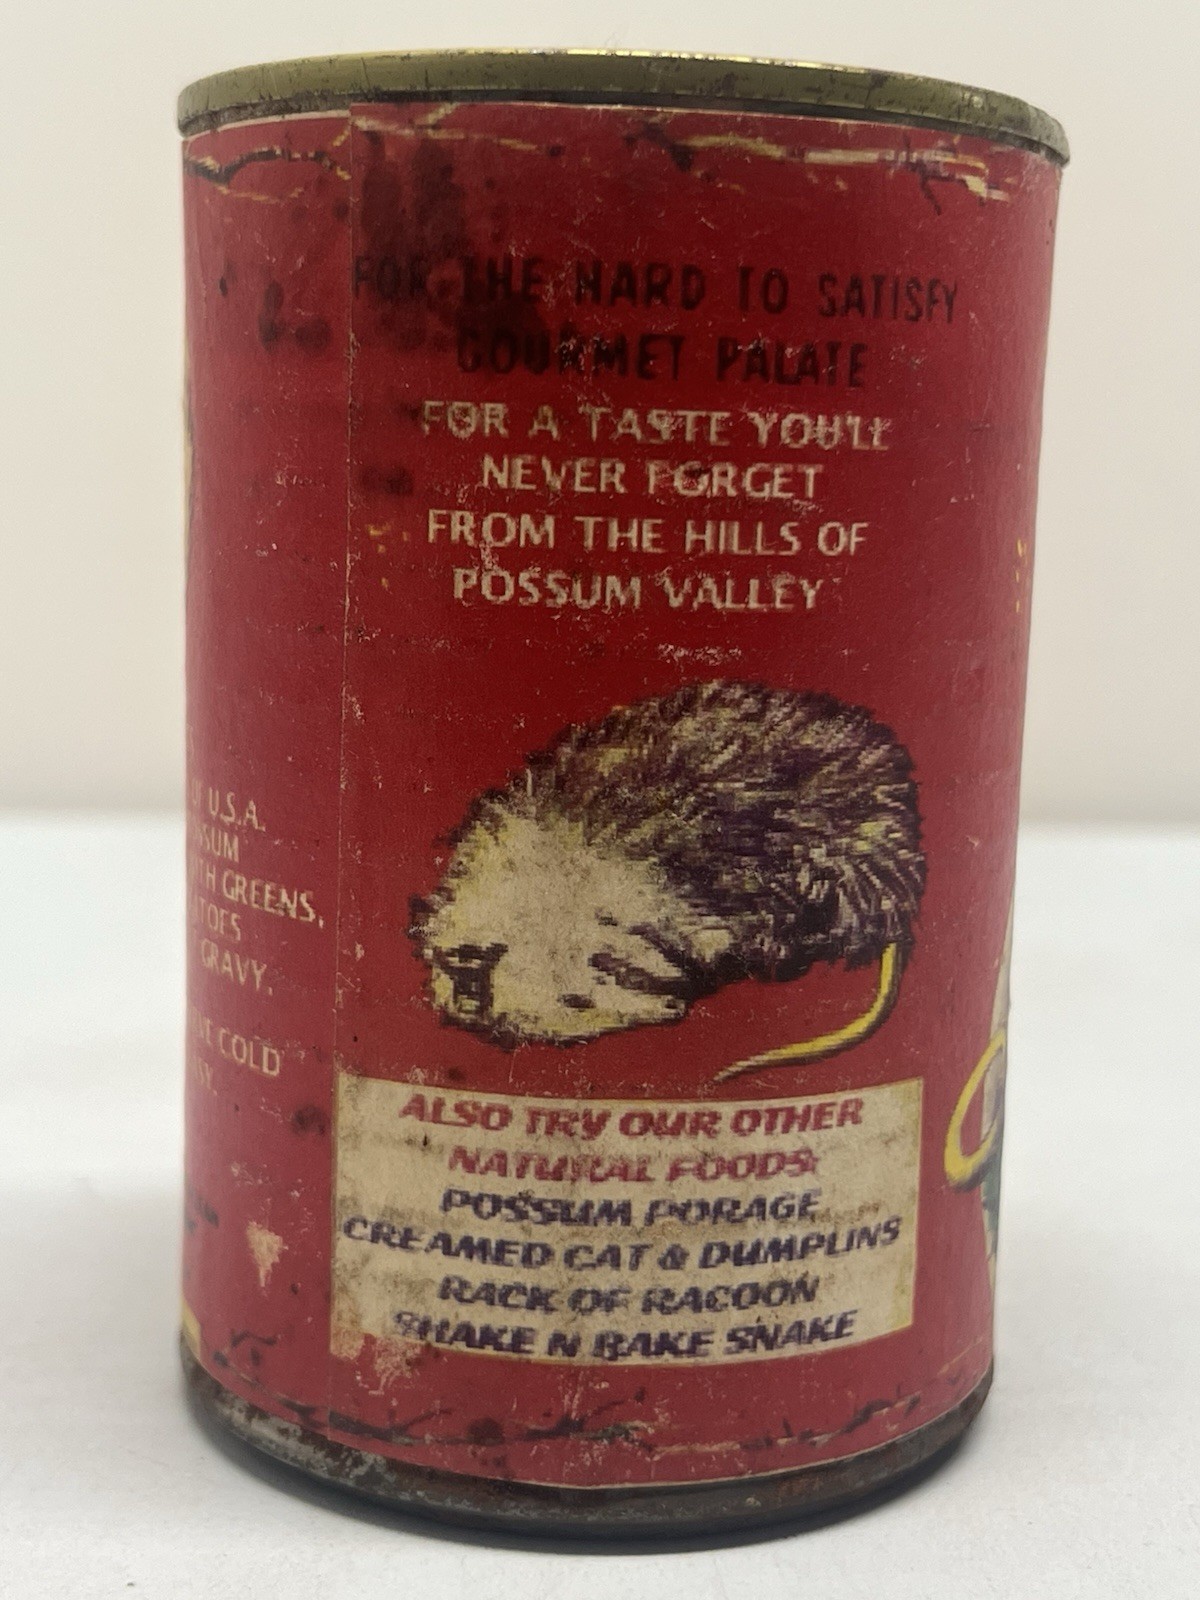 FOR THE HARD TO SATISFY
GOURMET PALATE
FOR A TASTE YOU'LL
NEVER FORGET
FROM THE HILLS OF
POSSUM VALLEY
U.S.A.
GREENS,
GRAVY.
COLD
ALSO TRY OUR OTHER
NATURAL FOODS:
POSSUM PORAGE
CREAMED CAT & DUMPLINS
RACK OF RACOON
SHAKE N BAKE SNAKE